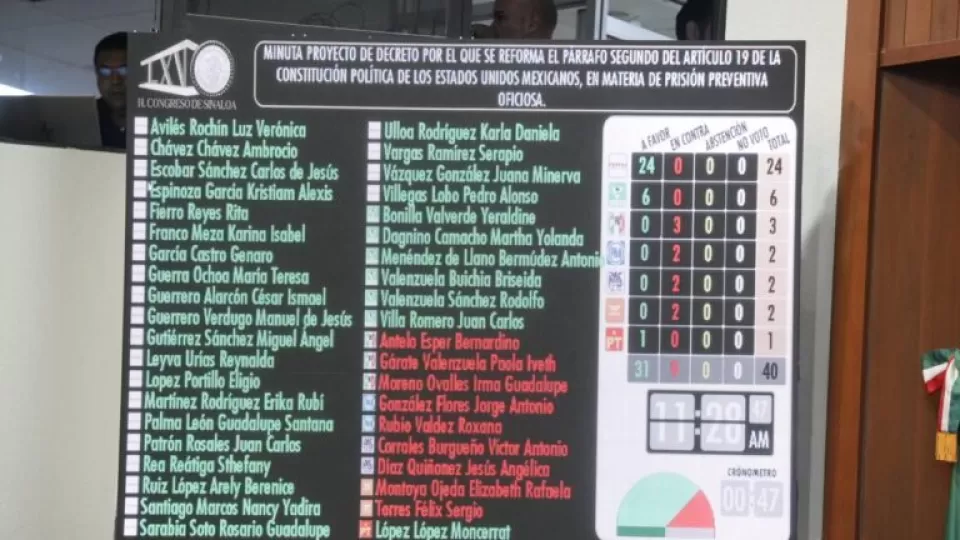 LXV
H. CONGRESO DE SINALOA
MINUTA PROYECTO DE DECRETO POR EL QUE SE REFORMA EL PÁRRAFO SEGUNDO DEL ARTÍCULO 19 DE LA
CONSTITUCIÓN POLÍTICA DE LOS ESTADOS UNIDOS MEXICANOS, EN MATERIA DE PRISIÓN PREVENTIVA
OFICIOSA.
Avilés Rochín Luz Verónica
Chávez Chávez Ambrocio
Escobar Sánchez Carlos de Jesús
Espinoza García Kristiam Alexis
Fierro Reyes Rita
Franco Meza Karina Isabel
García Castro Genaro
Guerra Ochoa María Teresa
Guerrero Alarcón César Ismael
Guerrero Verdugo Manuel de Jesús
Gutiérrez Sánchez Miguel Ángel
Leyva Urías Reynalda
Lopez Portillo Eligio
Martinez Rodríguez Erika Rubí
Palma León Guadalupe Santana
Patrón Rosales Juan Carlos
Rea Reátiga Sthefany
Ruiz López Arely Berenice
Santiago Marcos Nancy Yadira
Sarabia Soto Rosario Guadalupe
Ulloa Rodríguez Karla Daniela
Vargas Ramírez Serapio
Vázquez González Juana Minerva
Villegas Lobo Pedro Alonso
Bonilla Valverde Yeraldine
Dagnino Camacho Martha Yolanda
Menéndez de Llano Bermúdez Antonio
Valenzuela Buichia Briseida
Valenzuela Sánchez Rodolfo
Villa Romero Juan Carlos
Antelo Esper Bernardino
Gárate Valenzuela Paola Iveth
Moreno Ovalles Irma Guadalupe
González Flores Jorge Antonio
Rubio Valdez Roxana
Corrales Burgueño Víctor Antonio
Díaz Quiñonez Jesús Angélica
Montoya Ojeda Elizabeth Rafaela
Torres Félix Sergio
PT López López Moncerrat
A FAVOR EN CONTRA ABSTENCIÓN NO VOTO TOTAL
24 0 0 0 24
6 0 0 0 6
0 3 0 0 3
0 2 0 0 2
0 2 0 0 2
0 2 0 0 2
PT 1 0 0 0 1
31 9 0 0 40
11:28 47 AM
CRÓNOMETRO
00:47